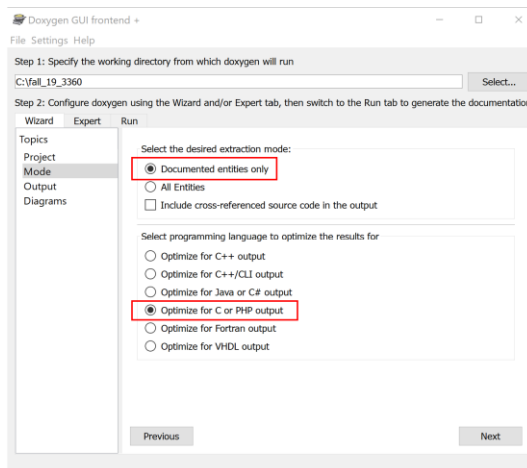 Doxygen GUI frontend +
File Settings Help
Step 1: Specify the working directory from which doxygen will run
C:\fall_19_3360
Select...
Step 2: Configure doxygen using the Wizard and/or Expert tab, then switch to the Run tab to generate the documentatio
Wizard Expert Run
Topics
Project
Mode
Output
Diagrams
Select the desired extraction mode:
Documented entities only
All Entities
Include cross-referenced source code in the output
Select programming language to optimize the results for
Optimize for C++ output
Optimize for C++/CLI output
Optimize for Java or C# output
Optimize for C or PHP output
Optimize for Fortran output
Optimize for VHDL output
Previous
Next